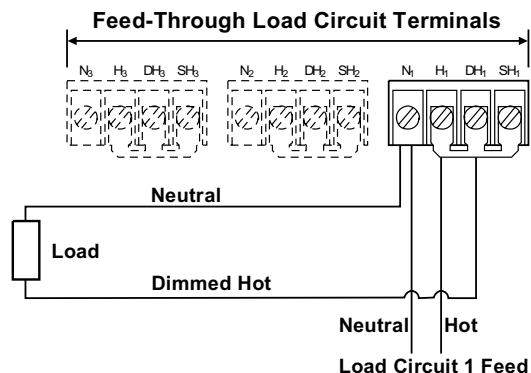 Feed-Through Load Circuit Terminals
N₃ H₃ DH₃ SH₃ N₂ H₂ DH₂ SH₂ N₁ H₁ DH₁ SH₁
Neutral
Load
Dimmed Hot
Neutral Hot
Load Circuit 1 Feed